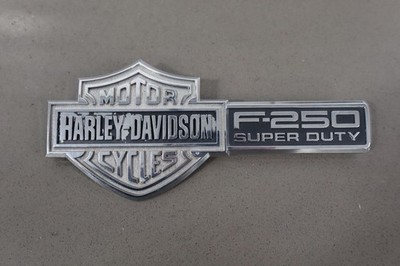 MOTOR
HARLEY-DAVIDSON
CYCLES
F-250
SUPER DUTY